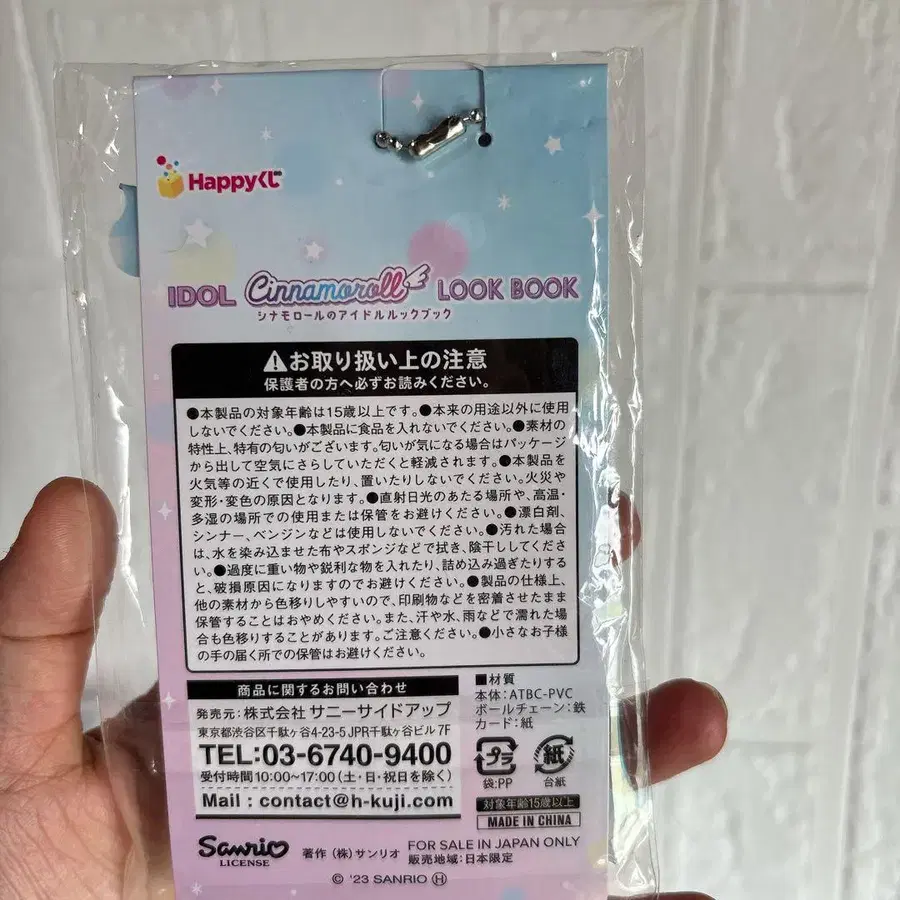 Happyくじ
IDOL Cinnamoroll LOOK BOOK
シナモロールのアイドルルックブック
⚠お取り扱い上の注意
保護者の方へ必ずお読みください。
●本製品の対象年齢は15歳以上です。●本来の用途以外に使用
しないでください。●本製品に食品を入れないでください。●素材の
特性上、特有の匂いがございます。匂いが気になる場合はパッケージ
から出して空気にさらしていただくと軽減されます。●本製品を
火気等の近くで使用したり、置いたりしないでください。火災や
変形・変色の原因となります。●直射日光のあたる場所や、高温・
多湿の場所での使用または保管をお避けください。●漂白剤、
シンナー、ベンジンなどは使用しないでください。●汚れた場合
は、水を染み込ませた布やスポンジなどで拭き、陰干ししてくださ
い。●過度に重い物や鋭利な物を入れたり、詰め込み過ぎたりする
と、破損原因になりますのでお避けください。●製品の仕様上、
他の素材から色移りしやすいので、印刷物などを密着させたまま
保管することはおやめください。また、汗や水、雨などで濡れた場
合も色移りすることがあります。ご注意ください。●小さなお子様
の手の届く所での保管はお避けください。
商品に関するお問い合わせ
発売元:株式会社 サニーサイドアップ
東京都渋谷区千駄ヶ谷4-23-5 JPR千駄ヶ谷ビル 7F
TEL:03-6740-9400
受付時間10:00~17:00(土・日・祝日を除く)
Mail : contact@h-kuji.com
■材質
本体:ATBC-PVC
ボールチェーン:鉄
カード:紙
プラ
袋:PP
紙
台紙
対象年齢15歳以上
MADE IN CHINA
Sanrio
LICENSE
著作(株)サンリオ
FOR SALE IN JAPAN ONLY
販売地域:日本限定
© '23 SANRIO Ⓗ